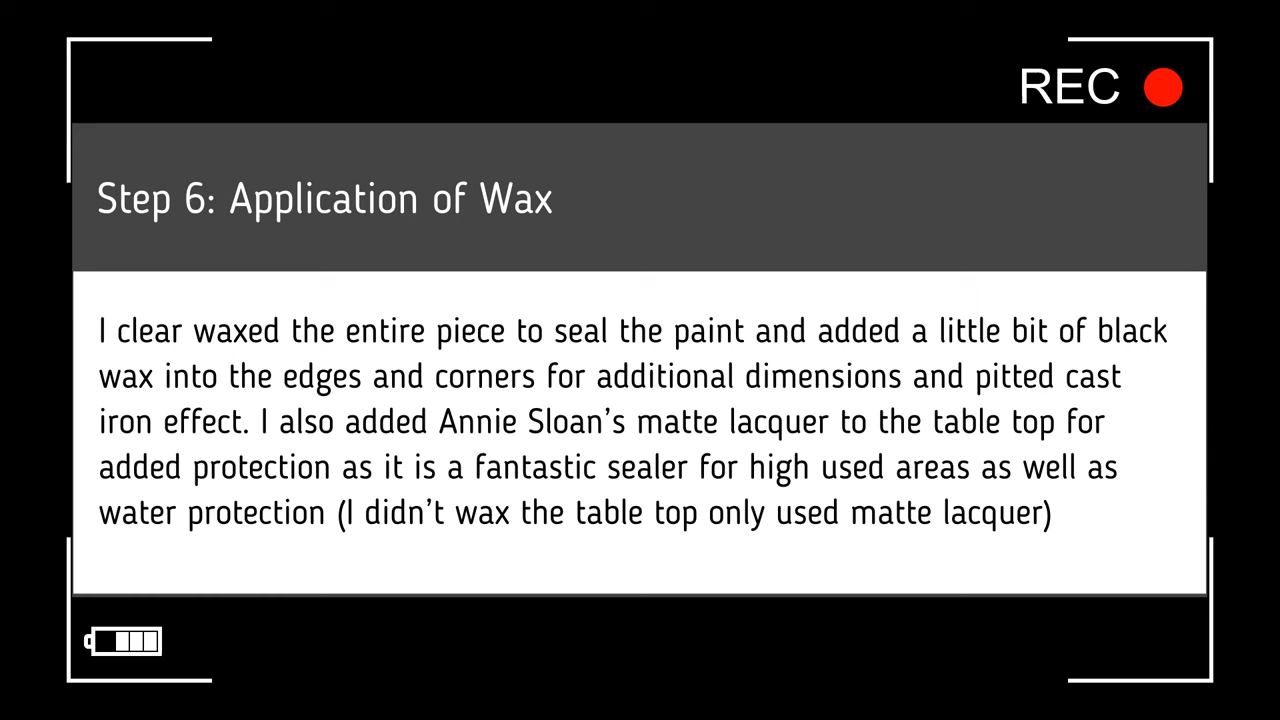 REC
Step 6: Application of Wax
I clear waxed the entire piece to seal the paint and added a little bit of black
wax into the edges and corners for additional dimensions and pitted cast
iron effect. I also added Annie Sloan’s matte lacquer to the table top for
added protection as it is a fantastic sealer for high used areas as well as
water protection (I didn’t wax the table top only used matte lacquer)